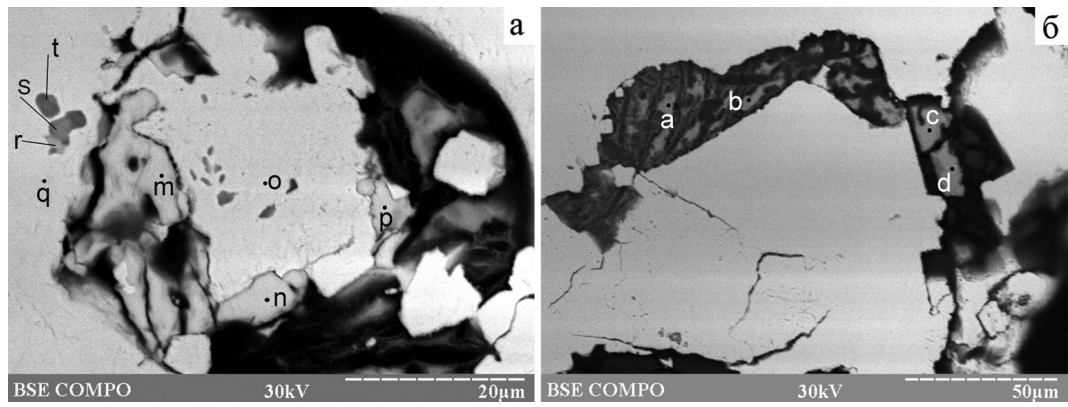 а
t
s
r
q
m
o
p
n
BSE COMPO 30kV 20µm
б
a
b
c
d
BSE COMPO 30kV 50µm